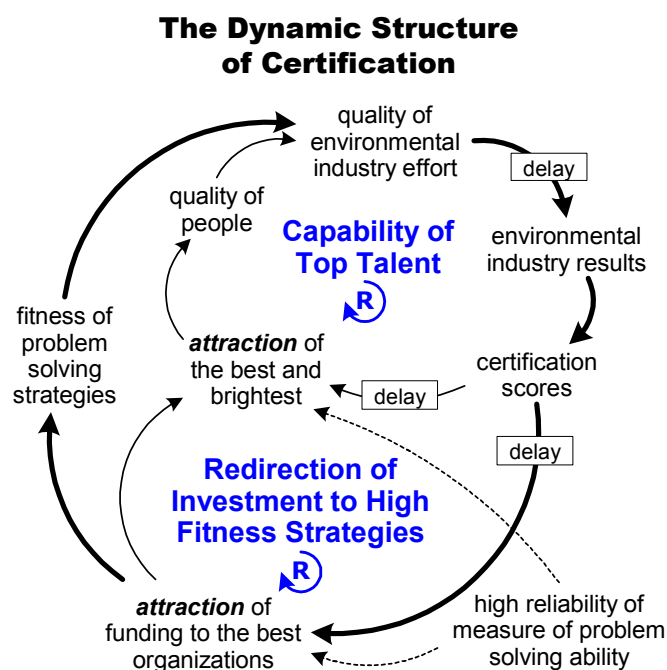 The Dynamic Structure
of Certification
quality of
environmental
industry effort
delay
quality of
people
Capability of
Top Talent
R
environmental
industry results
fitness of
problem
solving
strategies
attraction of
the best and
brightest
delay
certification
scores
delay
Redirection of
Investment to High
Fitness Strategies
R
attraction of
funding to the best
organizations
high reliability of
measure of problem
solving ability